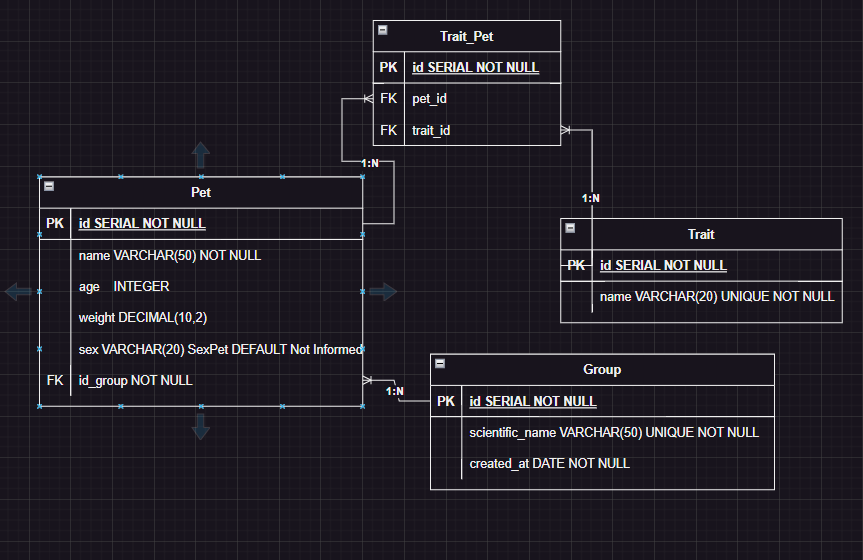 Trait_Pet
PK id SERIAL NOT NULL
FK pet_id
FK trait_id
1:N
1:N
Pet
PK id SERIAL NOT NULL
name VARCHAR(50) NOT NULL
age INTEGER
weight DECIMAL(10,2)
sex VARCHAR(20) SexPet DEFAULT Not Informed
FK id_group NOT NULL
Trait
PK id SERIAL NOT NULL
name VARCHAR(20) UNIQUE NOT NULL
1:N
Group
PK id SERIAL NOT NULL
scientific_name VARCHAR(50) UNIQUE NOT NULL
created_at DATE NOT NULL